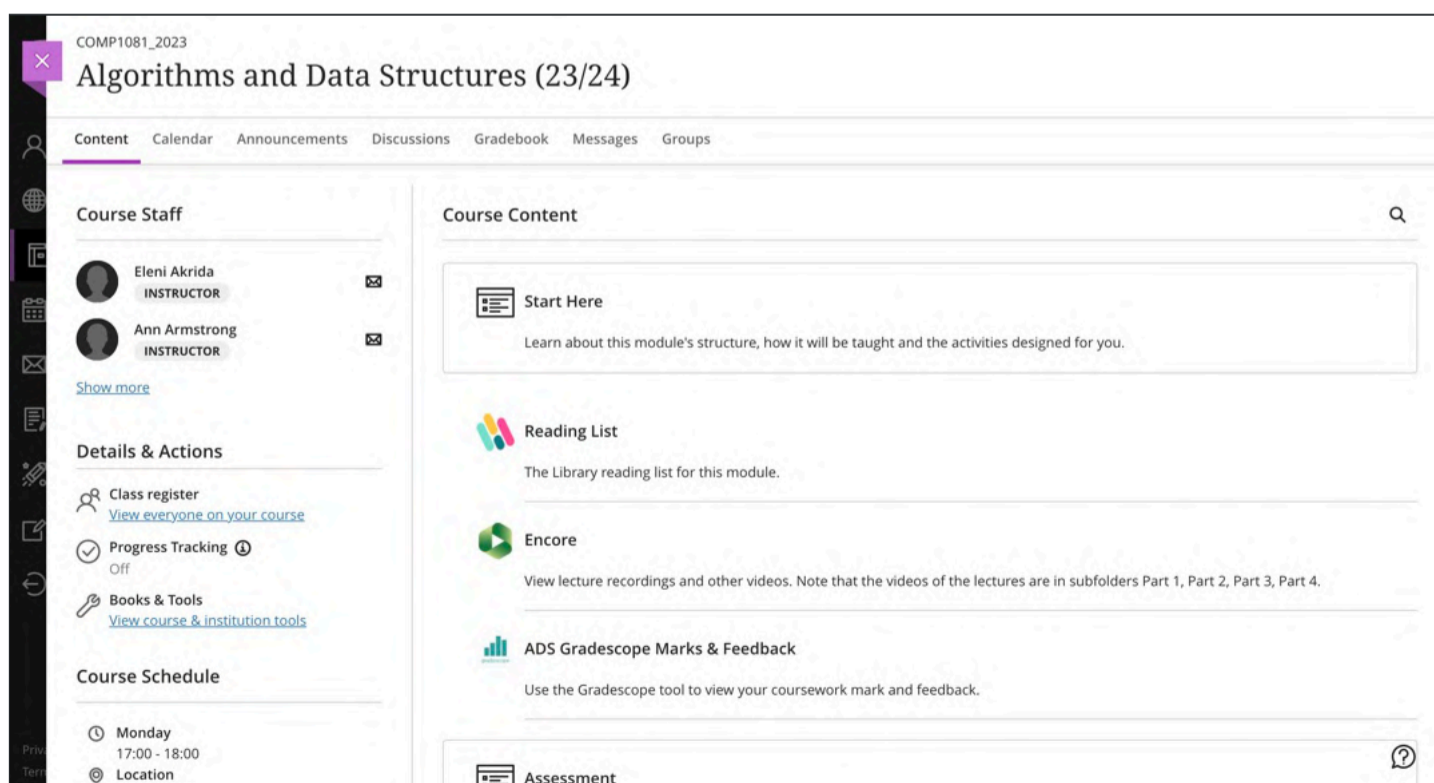 COMP1081_2023
Algorithms and Data Structures (23/24)
Content Calendar Announcements Discussions Gradebook Messages Groups
Course Staff
Eleni Akrida
INSTRUCTOR
Ann Armstrong
INSTRUCTOR
Show more
Details & Actions
Class register
View everyone on your course
Progress Tracking
Off
Books & Tools
View course & institution tools
Course Schedule
Monday
17:00 - 18:00
Location
Course Content
Start Here
Learn about this module's structure, how it will be taught and the activities designed for you.
Reading List
The Library reading list for this module.
Encore
View lecture recordings and other videos. Note that the videos of the lectures are in subfolders Part 1, Part 2, Part 3, Part 4.
ADS Gradescope Marks & Feedback
Use the Gradescope tool to view your coursework mark and feedback.
Assessment
Priv
Term